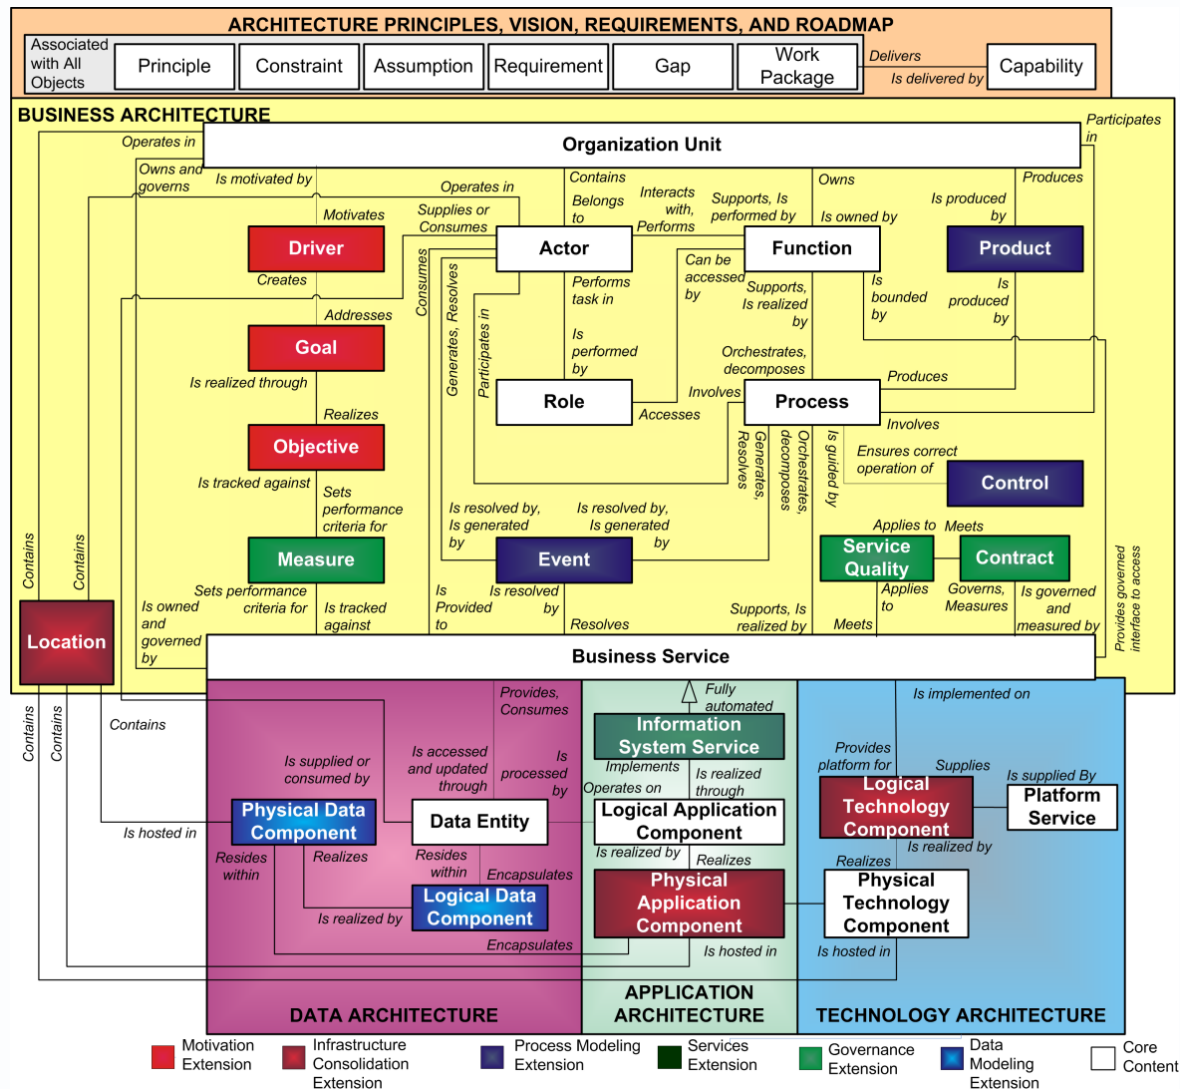 ARCHITECTURE PRINCIPLES, VISION, REQUIREMENTS, AND ROADMAP
Associated
with All
Objects
Principle
Constraint
Assumption
Requirement
Gap
Work
Package
Delivers
Is delivered by
Capability
BUSINESS ARCHITECTURE
Operates in
Organization Unit
Participates
in
Owns and
governs
Is motivated by
Operates in
Contains
Belongs
to
Interacts
with,
Performs
Supports, Is
performed by
Owns
Is owned by
Produces
Is produced
by
Motivates
Supplies or
Consumes
Driver
Actor
Function
Product
Creates
Consumes
Generates, Resolves
Participates in
Performs
task in
Can be
accessed
by
Supports,
Is realized
by
Is
bounded
by
Is
produced
by
Addresses
Goal
Is
performed
by
Orchestrates,
decomposes
Is realized through
Role
Involves
Process
Produces
Realizes
Accesses
Involves
Objective
Generates,
Resolves
Orchestrates,
decomposes
Is guided by
Ensures correct
operation of
Control
Is tracked against
Sets
performance
criteria for
Is resolved by,
Is generated
by
Is resolved by,
Is generated
by
Applies to
Meets
Measure
Event
Service
Quality
Contract
Contains
Contains
Sets performance
criteria for
Is tracked
against
Is
Provided
to
Is resolved
by
Resolves
Supports, Is
realized by
Applies
to
Meets
Governs,
Measures
Is governed
and
measured by
Provides governed
interface to access
Location
Is owned
and
governed
by
Business Service
Contains
Contains
Contains
Provides,
Consumes
Fully
automated
Is implemented on
Information
System Service
Is supplied or
consumed by
Is accessed
and updated
through
Is
processed
by
Implements
Is realized
through
Provides
platform for
Supplies
Is supplied By
Operates on
Physical Data
Component
Data Entity
Logical Application
Component
Logical
Technology
Component
Platform
Service
Is hosted in
Resides
within
Realizes
Resides
within
Encapsulates
Is realized by
Realizes
Is realized by
Realizes
Is realized by
Logical Data
Component
Physical
Application
Component
Physical
Technology
Component
Encapsulates
Is hosted in
Is hosted in
DATA ARCHITECTURE
APPLICATION
ARCHITECTURE
TECHNOLOGY ARCHITECTURE
Motivation
Extension
Infrastructure
Consolidation
Extension
Process Modeling
Extension
Services
Extension
Governance
Extension
Data
Modeling
Extension
Core
Content